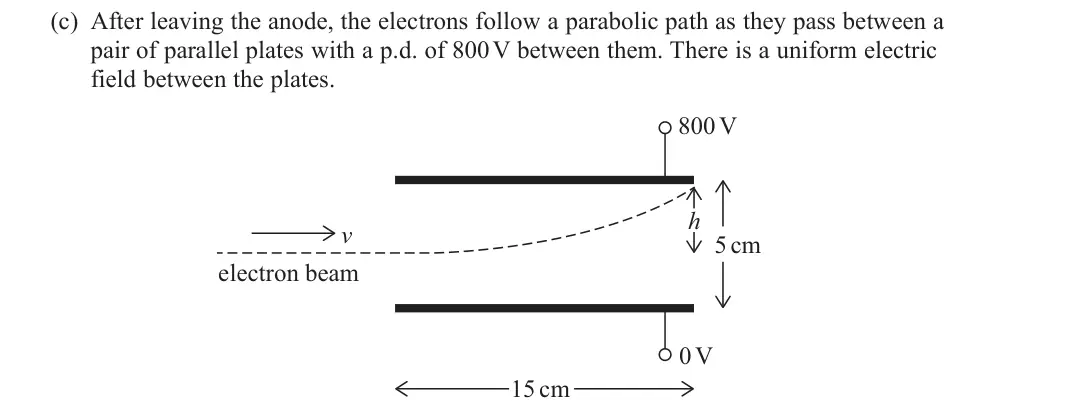 (c) After leaving the anode, the electrons follow a parabolic path as they pass between a
pair of parallel plates with a p.d. of 800 V between them. There is a uniform electric
field between the plates.
800 V
h
v
5 cm
electron beam
0 V
15 cm